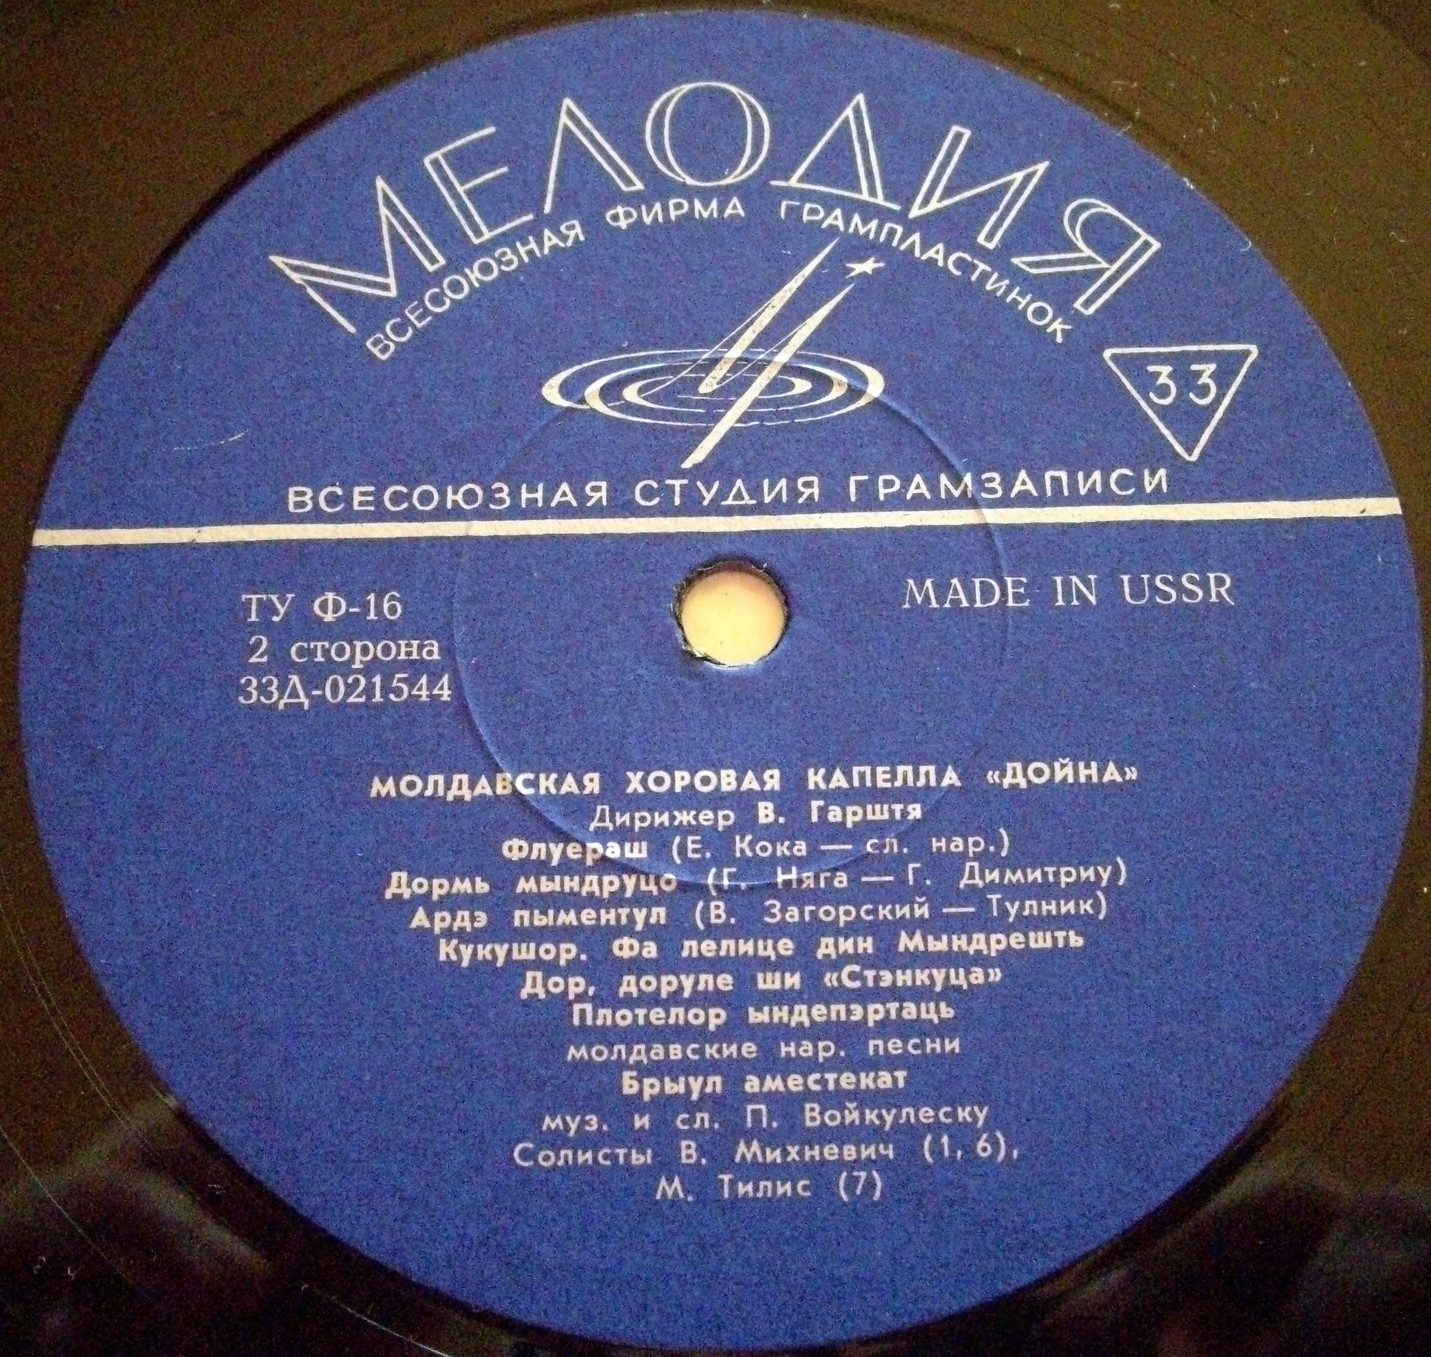 МЕЛОДИЯ
ВСЕСОЮЗНАЯ ФИРМА ГРАМПЛАСТИНОК
33
ВСЕСОЮЗНАЯ СТУДИЯ ГРАМЗАПИСИ
ТУ Ф-16
2 сторона
33Д-021544
MADE IN USSR
МОЛДАВСКАЯ ХОРОВАЯ КАПЕЛЛА «ДОЙНА»
Дирижер В. Гарштя
Флуераш (Е. Кока — сл. нар.)
Дормь мындруцо (Г. Няга — Г. Димитриу)
Ардэ пыментул (В. Загорский — Тулник)
Кукушор. Фа лелице дин Мындрешть
Дор, доруле ши «Стэнкуца»
Плотелор ындепэртаць
молдавские нар. песни
Брыул аместекат
муз. и сл. П. Войкулеску
Солисты В. Михневич (1, 6),
М. Тилис (7)